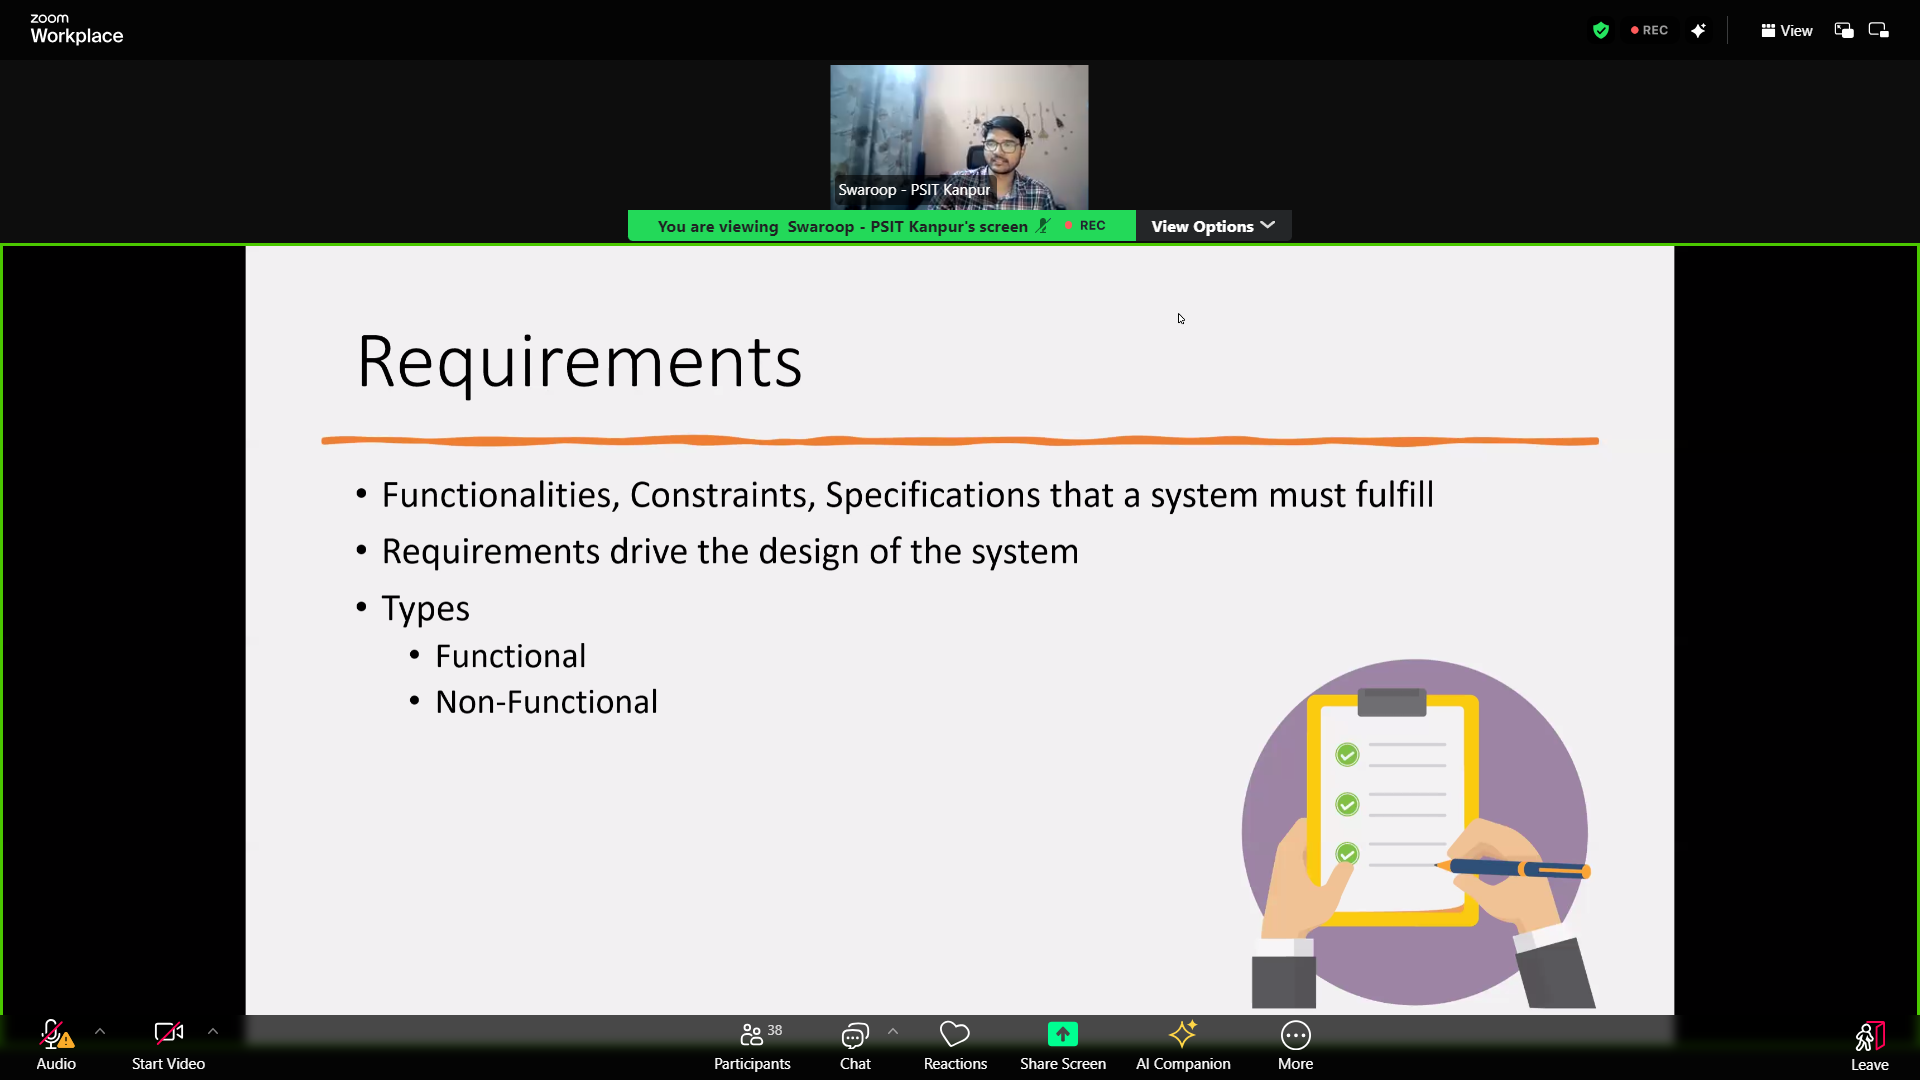 zoom
Workplace
REC
View
Swaroop - PSIT Kanpur
You are viewing Swaroop - PSIT Kanpur's screen
REC
View Options
Requirements
• Functionalities, Constraints, Specifications that a system must fulfill
• Requirements drive the design of the system
• Types
• Functional
• Non-Functional
38
Audio
Start Video
Participants
Chat
Reactions
Share Screen
AI Companion
More
Leave